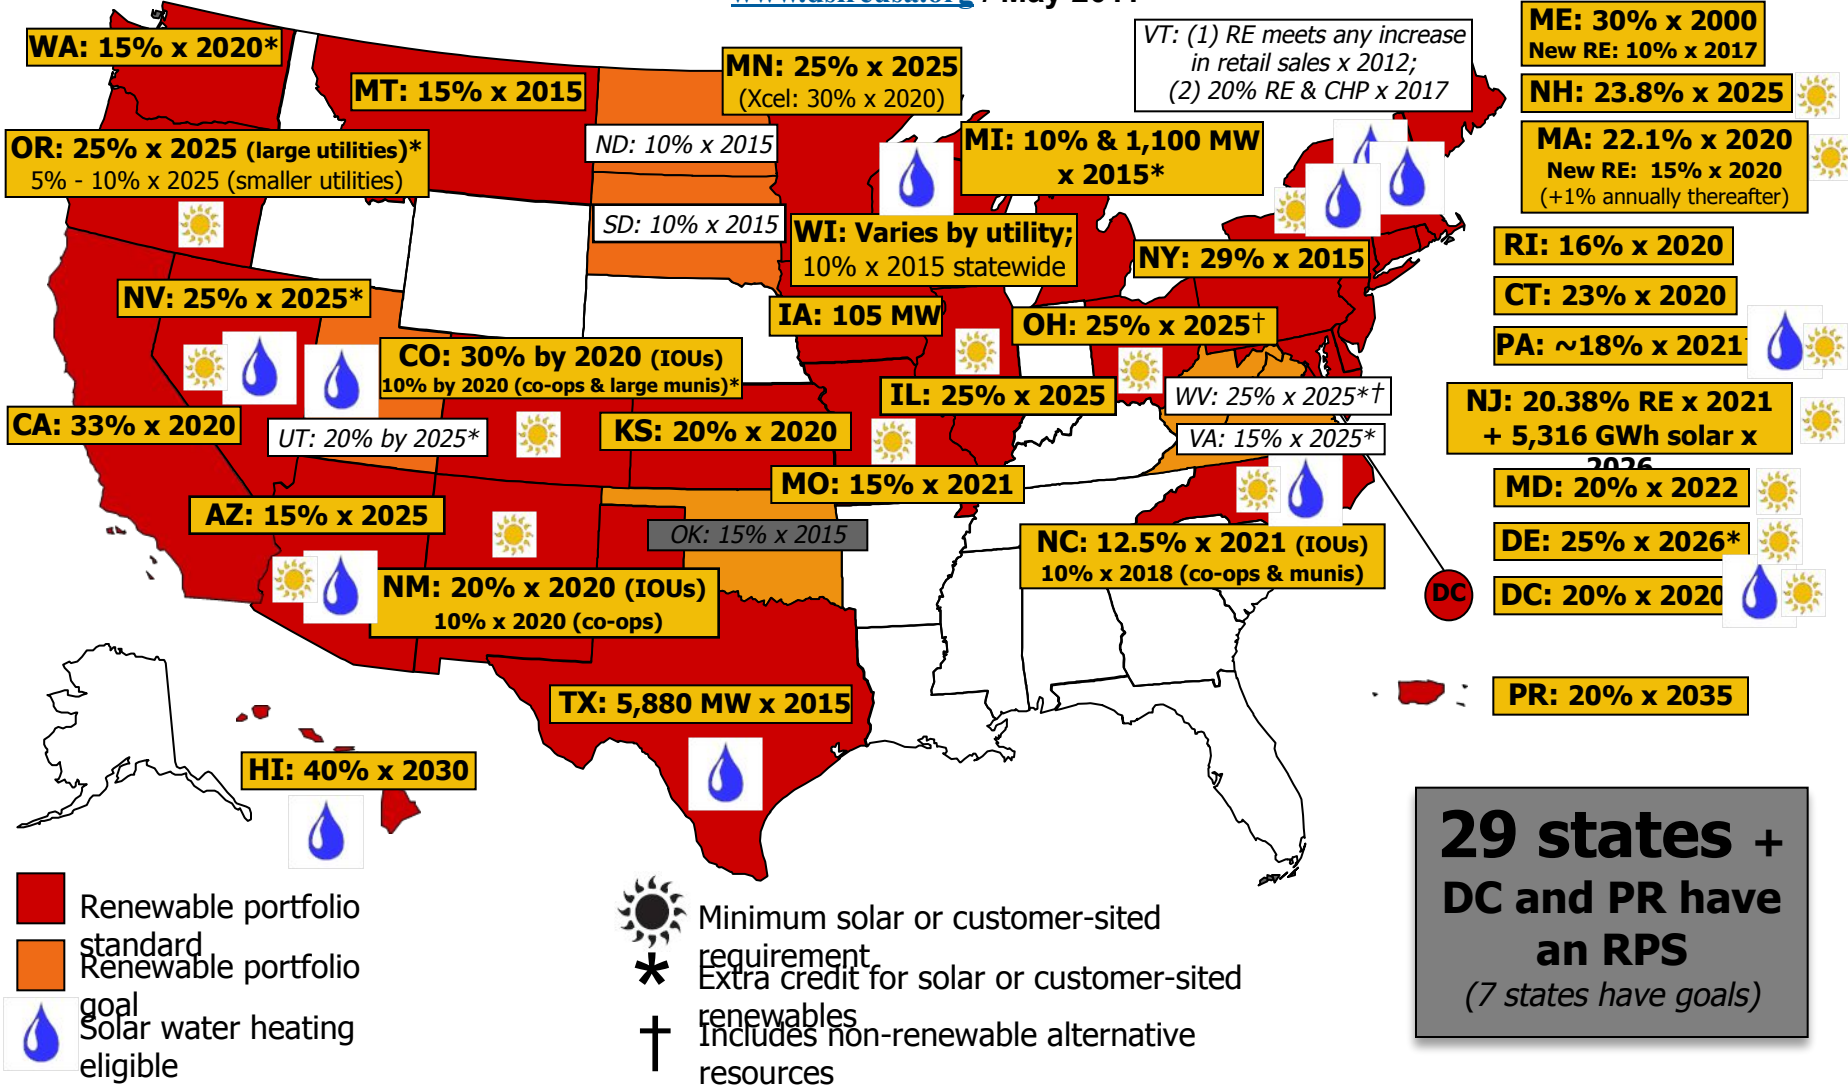 www.dsireusa.org / May 2011
WA: 15% x 2020*
MT: 15% x 2015
MN: 25% x 2025
(Xcel: 30% x 2020)
VT: (1) RE meets any increase
in retail sales x 2012;
(2) 20% RE & CHP x 2017
ME: 30% x 2000
New RE: 10% x 2017
NH: 23.8% x 2025
OR: 25% x 2025 (large utilities)*
5% - 10% x 2025 (smaller utilities)
ND: 10% x 2015
MI: 10% & 1,100 MW
x 2015*
MA: 22.1% x 2020
New RE: 15% x 2020
(+1% annually thereafter)
SD: 10% x 2015
WI: Varies by utility;
10% x 2015 statewide
NY: 29% x 2015
RI: 16% x 2020
NV: 25% x 2025*
IA: 105 MW
OH: 25% x 2025†
CT: 23% x 2020
CO: 30% by 2020 (IOUs)
10% by 2020 (co-ops & large munis)*
PA: ~18% x 2021
IL: 25% x 2025
WV: 25% x 2025*†
CA: 33% x 2020
UT: 20% by 2025*
KS: 20% x 2020
VA: 15% x 2025*
NJ: 20.38% RE x 2021
+ 5,316 GWh solar x
2026
MO: 15% x 2021
MD: 20% x 2022
AZ: 15% x 2025
OK: 15% x 2015
NC: 12.5% x 2021 (IOUs)
10% x 2018 (co-ops & munis)
DE: 25% x 2026*
NM: 20% x 2020 (IOUs)
10% x 2020 (co-ops)
DC
DC: 20% x 2020
TX: 5,880 MW x 2015
PR: 20% x 2035
HI: 40% x 2030
29 states +
DC and PR have
an RPS
(7 states have goals)
Renewable portfolio
standard
Renewable portfolio
goal
Solar water heating
eligible
Minimum solar or customer-sited
requirement
* Extra credit for solar or customer-sited
renewables
† Includes non-renewable alternative
resources